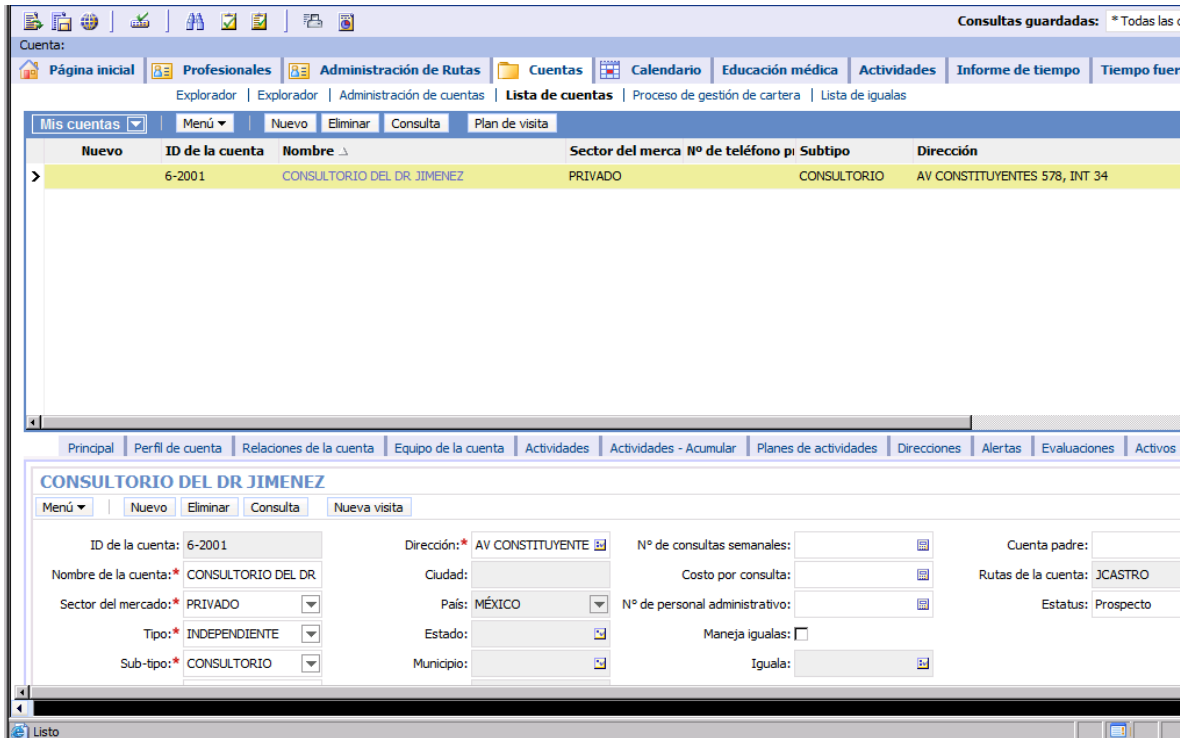 Consultas guardadas: * Todas las
Cuenta:
Página inicial Profesionales Administración de Rutas Cuentas Calendario Educación médica Actividades Informe de tiempo Tiempo fuer
Explorador | Explorador | Administración de cuentas | Lista de cuentas | Proceso de gestión de cartera | Lista de igualas
Mis cuentas Menú Nuevo Eliminar Consulta Plan de visita
Nuevo ID de la cuenta Nombre Sector del merca Nº de teléfono p Subtipo Dirección
6-2001 CONSULTORIO DEL DR JIMENEZ PRIVADO CONSULTORIO AV CONSTITUYENTES 578, INT 34
Principal Perfil de cuenta Relaciones de la cuenta Equipo de la cuenta Actividades Actividades - Acumular Planes de actividades Direcciones Alertas Evaluaciones Activos
CONSULTORIO DEL DR JIMENEZ
Menú Nuevo Eliminar Consulta Nueva visita
ID de la cuenta: 6-2001 Dirección:* AV CONSTITUYENTE Nº de consultas semanales: Cuenta padre:
Nombre de la cuenta:* CONSULTORIO DEL DR Ciudad: Costo por consulta: Rutas de la cuenta: JCASTRO
Sector del mercado:* PRIVADO País: MÉXICO Nº de personal administrativo: Estatus: Prospecto
Tipo:* INDEPENDIENTE Estado: Maneja igualas:
Sub-tipo:* CONSULTORIO Municipio: Iguala:
Listo